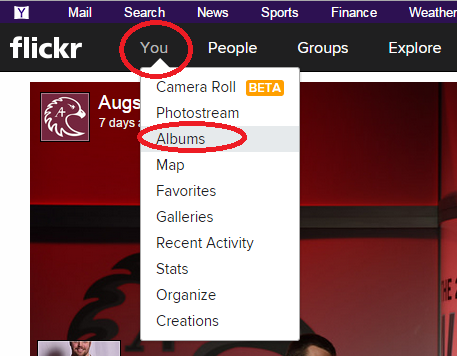 Y Mail Search News Sports Finance Weather
flickr You People Groups Explore
Augs
7 days a
Camera Roll BETA
Photostream
Albums
Map
Favorites
Galleries
Recent Activity
Stats
Organize
Creations